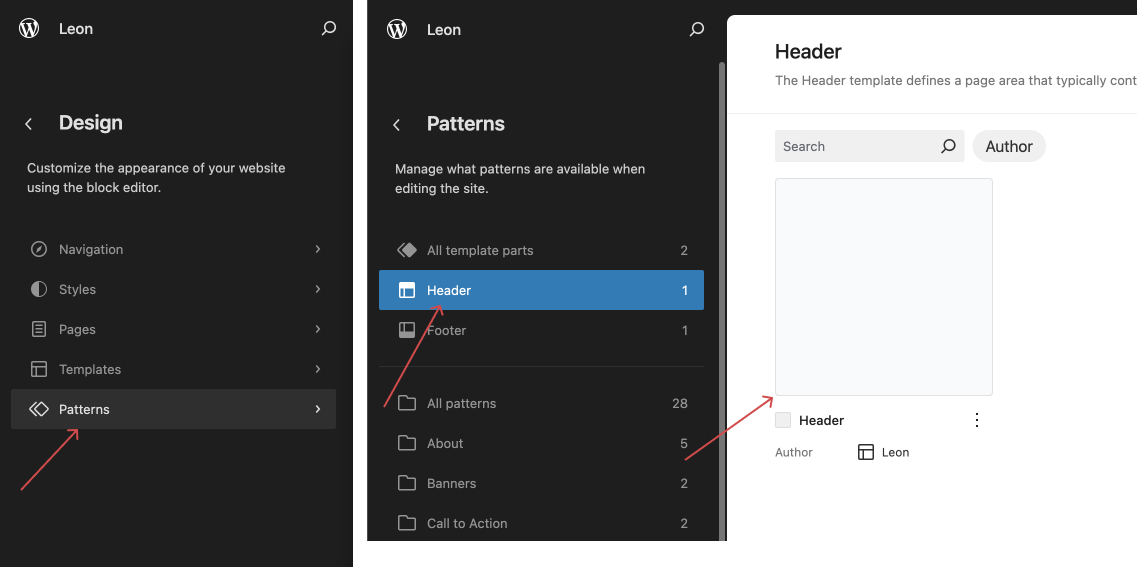 Leon
Design
Customize the appearance of your website
using the block editor.
Navigation
Styles
Pages
Templates
Patterns
Leon
Patterns
Manage what patterns are available when
editing the site.
All template parts 2
Header 1
Footer 1
All patterns 28
About 5
Banners 2
Call to Action 2
Header
The Header template defines a page area that typically cont
Search
Author
Header
Author Leon